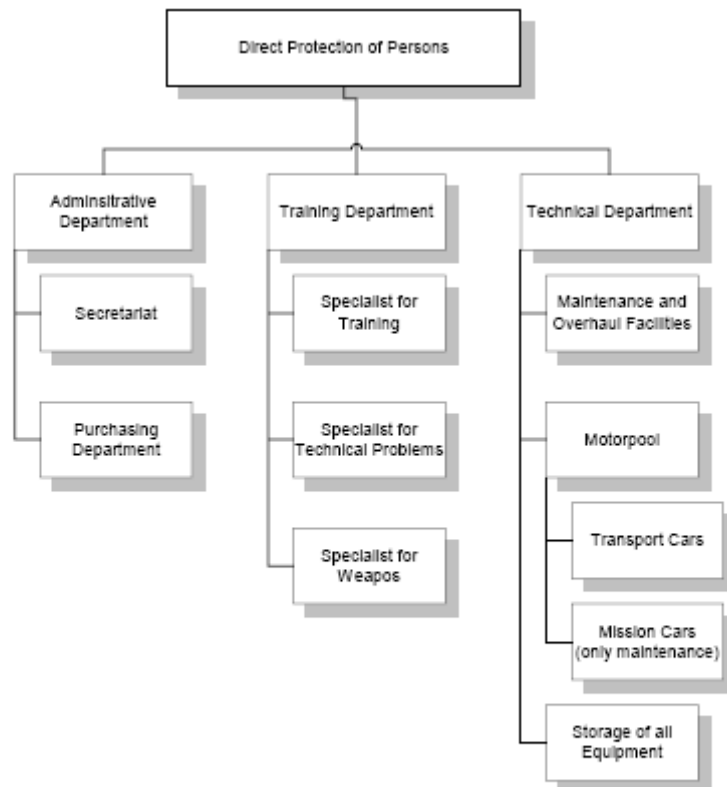 Direct Protection of Persons
Adminsitrative
Department
Training Department
Technical Department
Secretariat
Specialist for
Training
Maintenance and
Overhaul Facilities
Purchasing
Department
Specialist for
Technical Problems
Motorpool
Transport Cars
Specialist for
Weapos
Mission Cars
(only maintenance)
Storage of all
Equipment